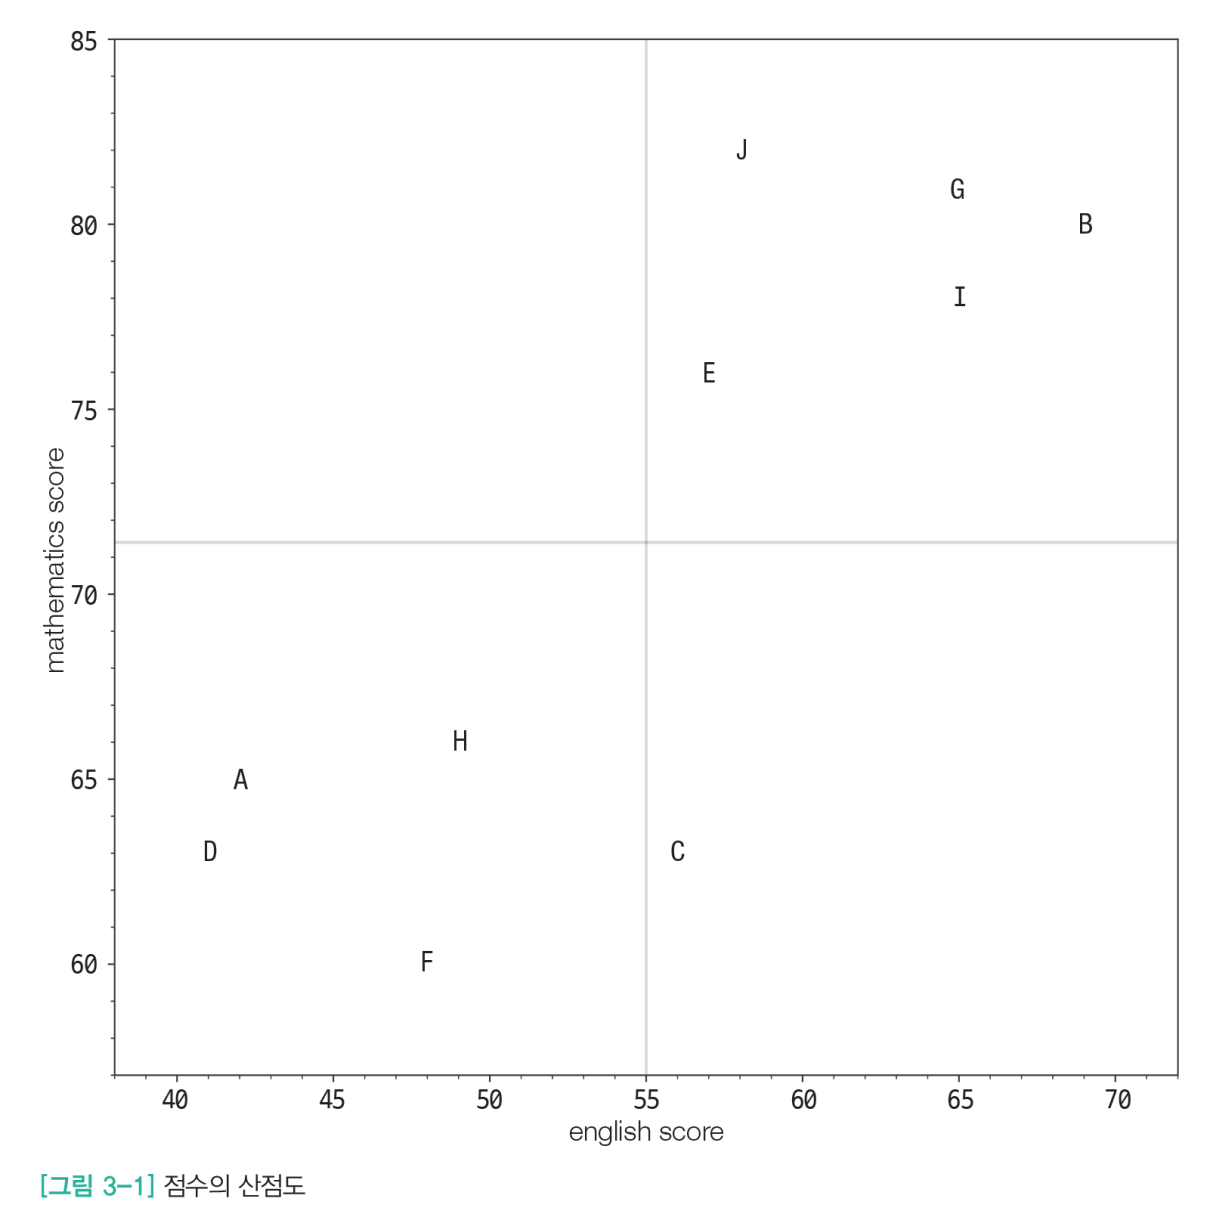 85
J
G
80
B
I
E
75
mathematics score
70
H
65
A
D
C
60
F
40 45 50 55 60 65 70
english score
[그림 3-1] 점수의 산점도